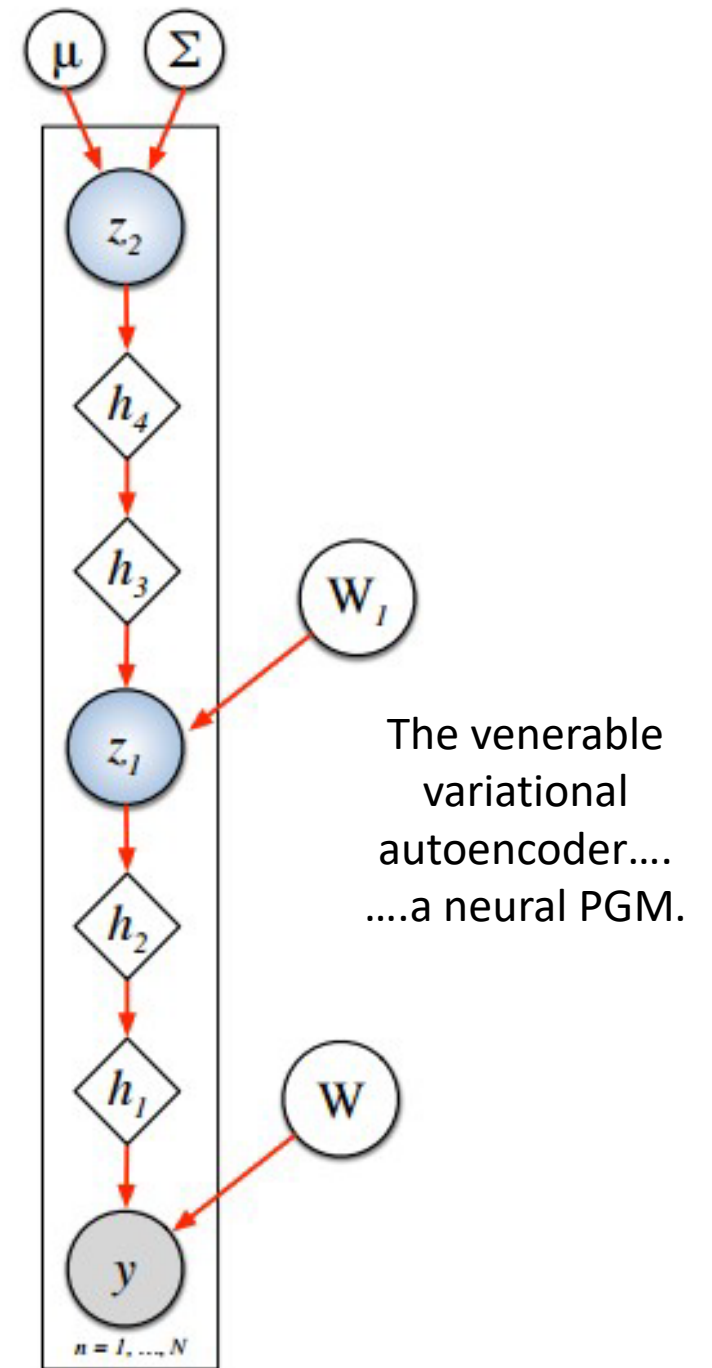 μ Σ
z₂
h₄
h₃
W₁
z₁
The venerable
variational
autoencoder....
....a neural PGM.
h₂
h₁
W
y
n = 1, ..., N